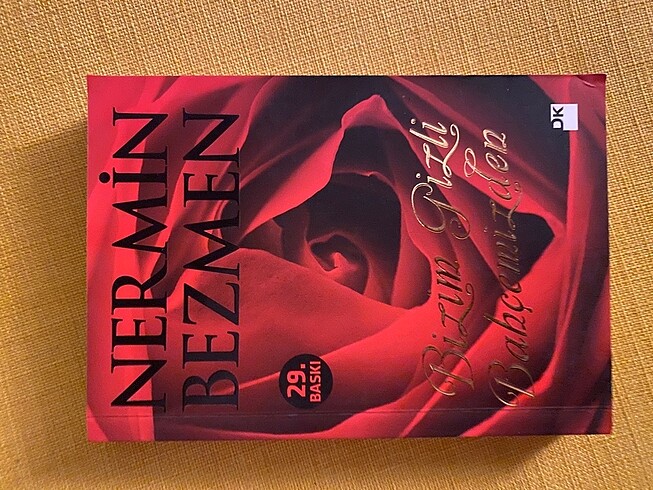 NERMİN
BEZMEN
29.
BASKI
Bizim Gizli
Bahçemizden
DK